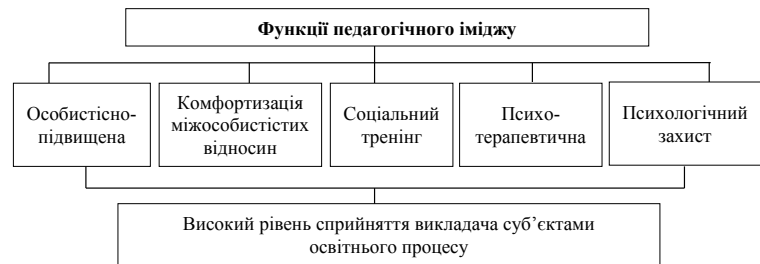 Функції педагогічного іміджу
Особистісно-
підвищена
Комфортизація
міжособистістих
відносин
Соціальний
тренінг
Психо-
терапевтична
Психологічний
захист
Високий рівень сприйняття викладача суб’єктами
освітнього процесу